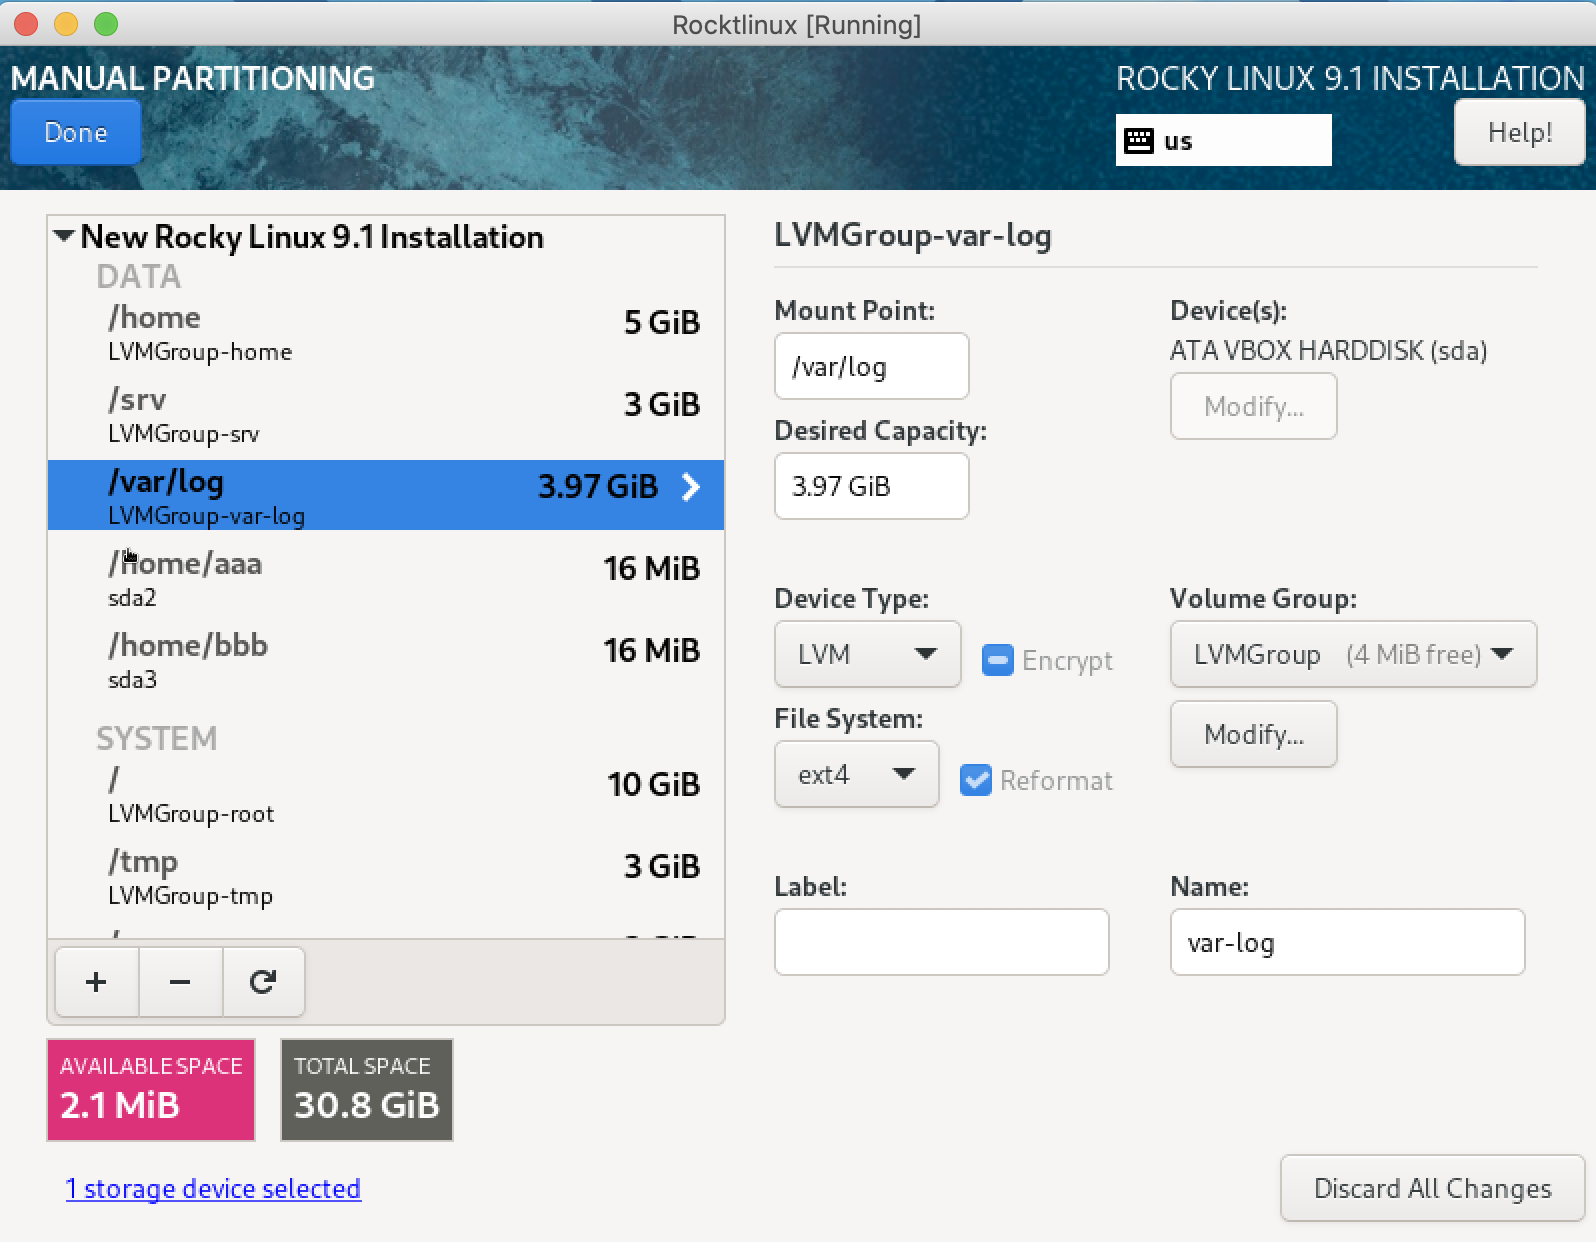 Rocktlinux [Running]
MANUAL PARTITIONING
ROCKY LINUX 9.1 INSTALLATION
Done
us
Help!
New Rocky Linux 9.1 Installation
DATA
/home 5 GiB
LVMGroup-home
/srv 3 GiB
LVMGroup-srv
/var/log 3.97 GiB
LVMGroup-var-log
/home/aaa 16 MiB
sda2
/home/bbb 16 MiB
sda3
SYSTEM
/ 10 GiB
LVMGroup-root
/tmp 3 GiB
LVMGroup-tmp
AVAILABLE SPACE
2.1 MiB
TOTAL SPACE
30.8 GiB
1 storage device selected
LVMGroup-var-log
Mount Point:
/var/log
Device(s):
ATA VBOX HARDDISK (sda)
Modify...
Desired Capacity:
3.97 GiB
Device Type:
LVM
Encrypt
Volume Group:
LVMGroup (4 MiB free)
Modify...
File System:
ext4
Reformat
Label:
Name:
var-log
Discard All Changes